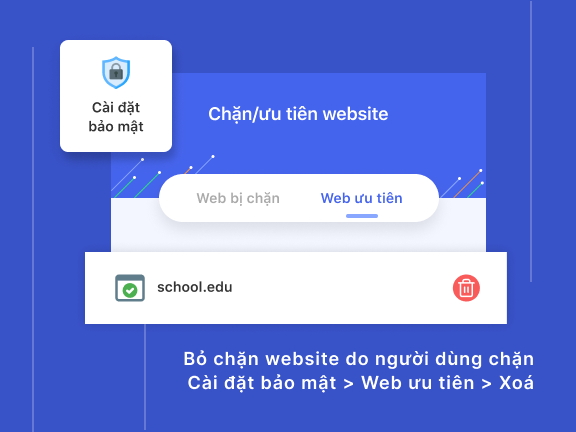 Cài đặt
bảo mật
Chặn/ưu tiên website
Web bị chặn
Web ưu tiên
school.edu
Bỏ chặn website do người dùng chặn
Cài đặt bảo mật > Web ưu tiên > Xoá